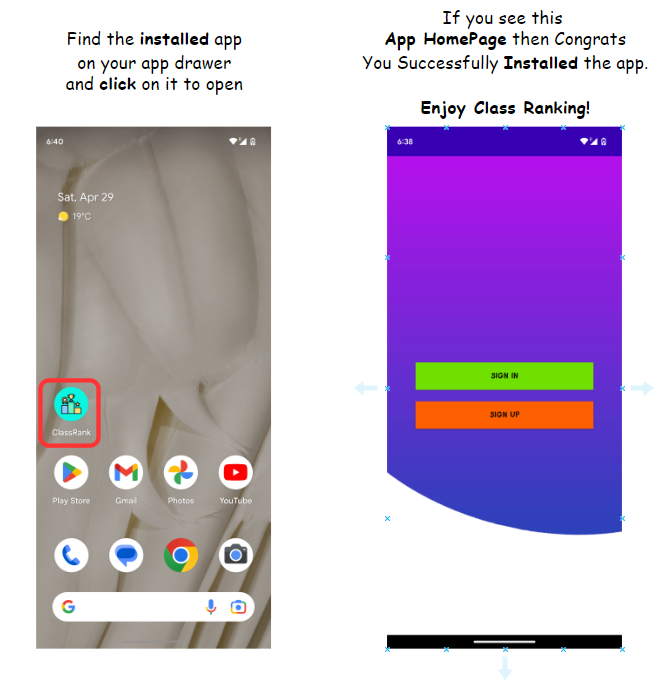 Find the installed app
on your app drawer
and click on it to open
6:40
Sat, Apr 29
19°C
ClassRank
Play Store
Gmail
Photos
YouTube
If you see this
App HomePage then Congrats
You Successfully Installed the app.
Enjoy Class Ranking!
6:38
SIGN IN
SIGN UP